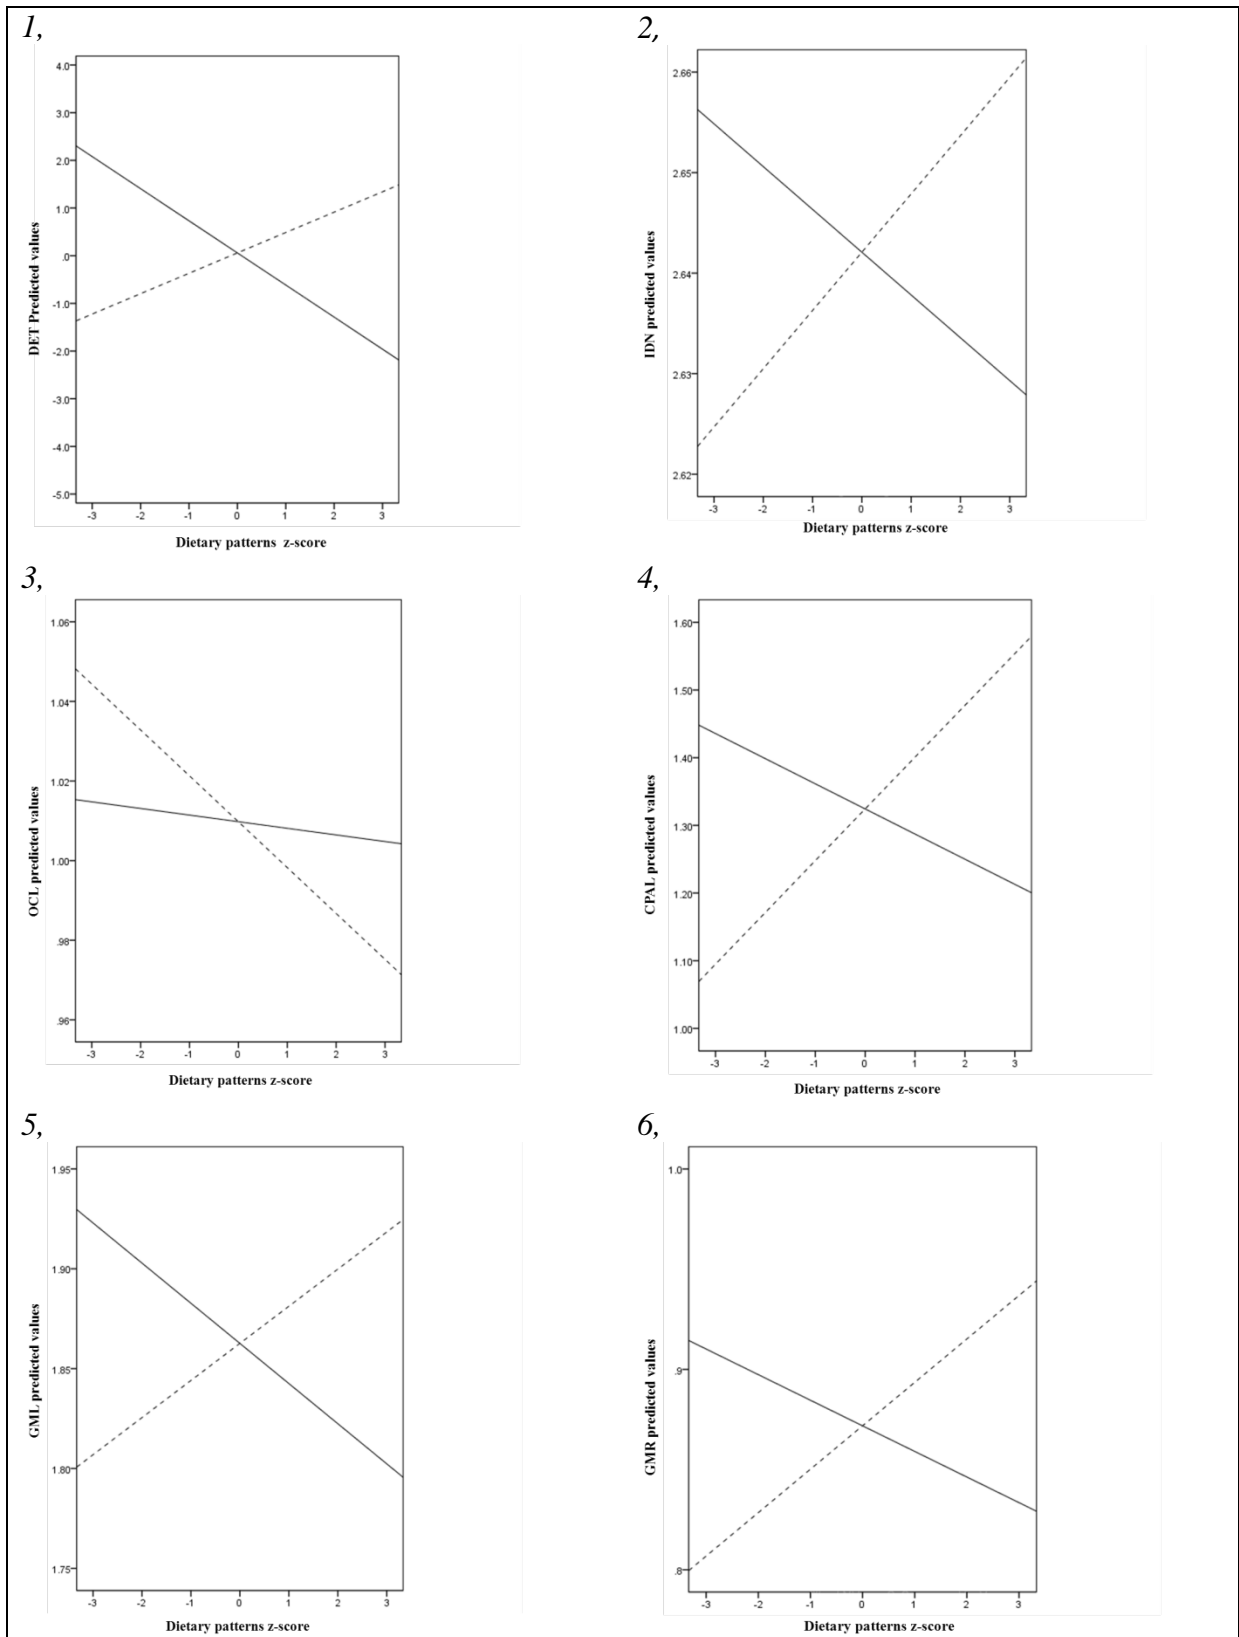 1,
4.0
3.0
2.0
1.0
.0
-1.0
-2.0
-3.0
-4.0
-5.0
DET Predicted values
-3 -2 -1 0 1 2 3
Dietary patterns z-score
2,
2.66
2.65
2.64
2.63
2.62
IDN predicted values
-3 -2 -1 0 1 2 3
Dietary patterns z-score
3,
1.06
1.04
1.02
1.00
.98
.96
OCL predicted values
-3 -2 -1 0 1 2 3
Dietary patterns z-score
4,
1.60
1.50
1.40
1.30
1.20
1.10
1.00
CPAL predicted values
-3 -2 -1 0 1 2 3
Dietary patterns z-score
5,
1.95
1.90
1.85
1.80
1.75
GML predicted values
-3 -2 -1 0 1 2 3
Dietary patterns z-score
6,
1.0
.9
.8
GMR predicted values
-3 -2 -1 0 1 2 3
Dietary patterns z-score